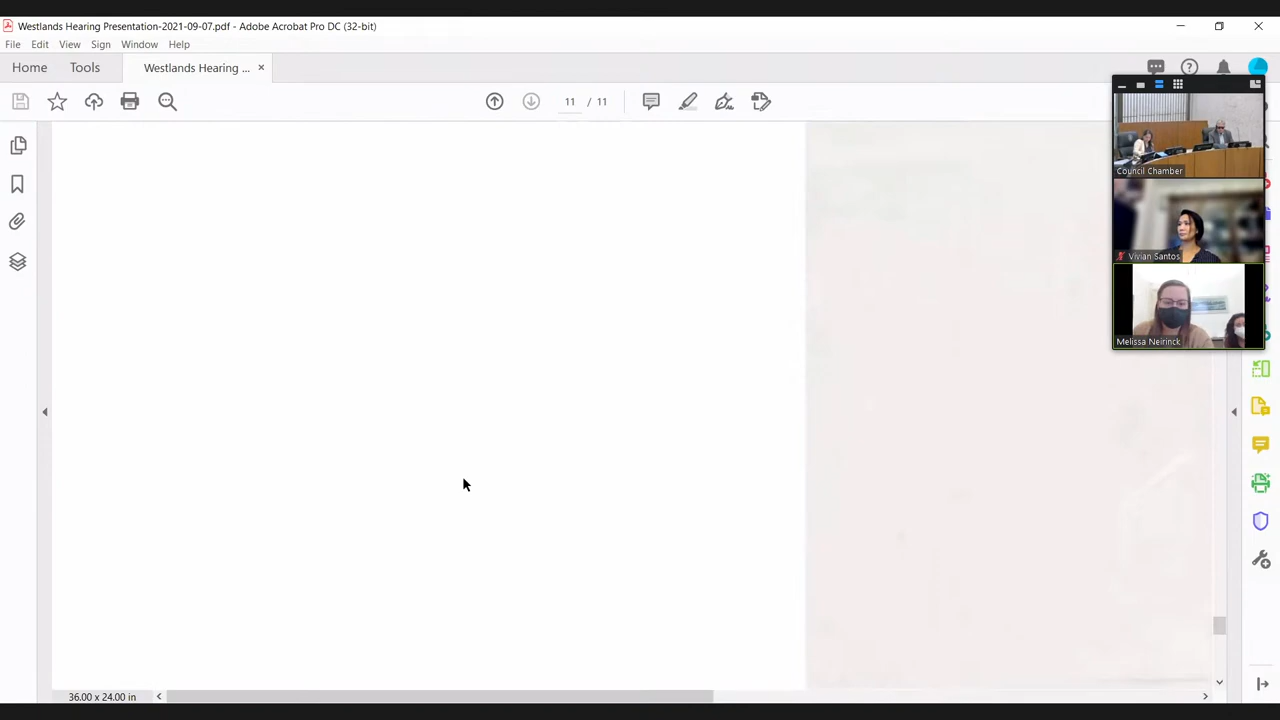 Westlands Hearing Presentation-2021-09-07.pdf - Adobe Acrobat Pro DC (32-bit)
File Edit View Sign Window Help
Home Tools Westlands Hearing ... ×
11 / 11
Council Chamber
Vivian Santos
Melissa Neirinck
36.00 x 24.00 in